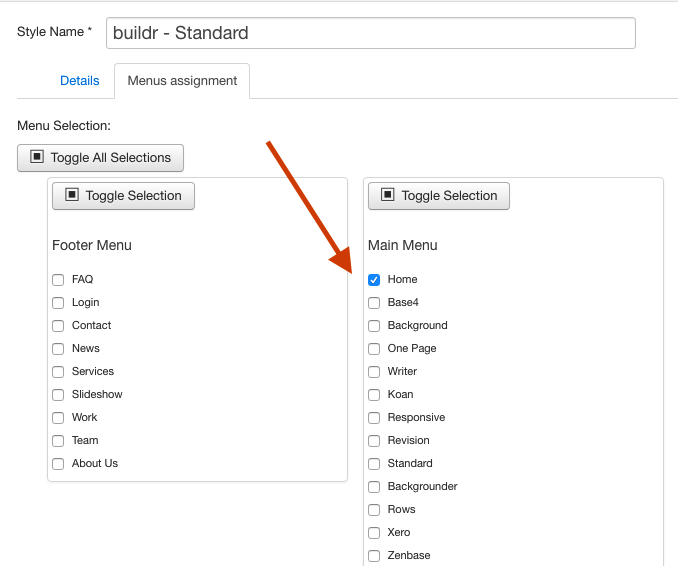 Style Name *
buildr - Standard
Details
Menus assignment
Menu Selection:
Toggle All Selections
Toggle Selection
Footer Menu
FAQ
Login
Contact
News
Services
Slideshow
Work
Team
About Us
Toggle Selection
Main Menu
Home
Base4
Background
One Page
Writer
Koan
Responsive
Revision
Standard
Backgrounder
Rows
Xero
Zenbase